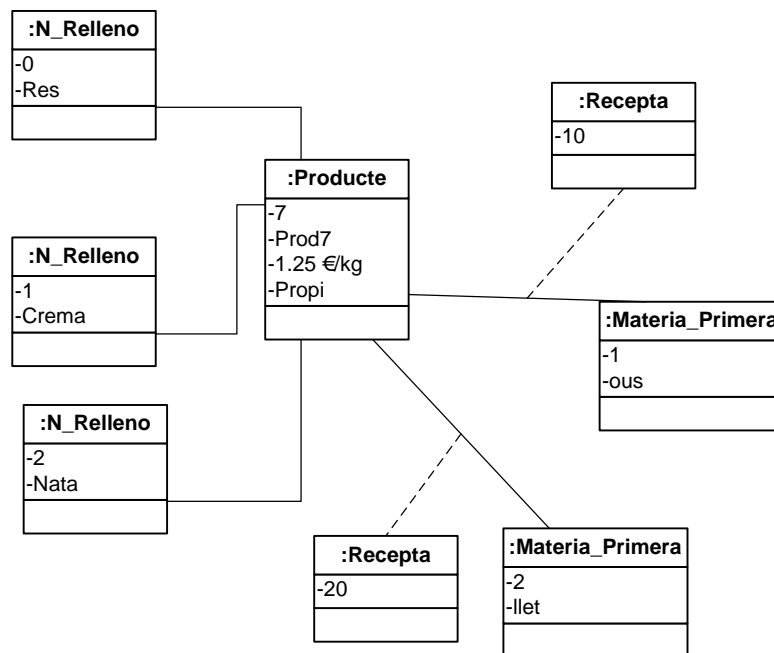 :N_Relleno
-0
-Res
:Recepta
-10
:Producte
-7
-Prod7
-1.25 €/kg
-Propi
:N_Relleno
-1
-Crema
:Materia_Primera
-1
-ous
:N_Relleno
-2
-Nata
:Recepta
-20
:Materia_Primera
-2
-llet